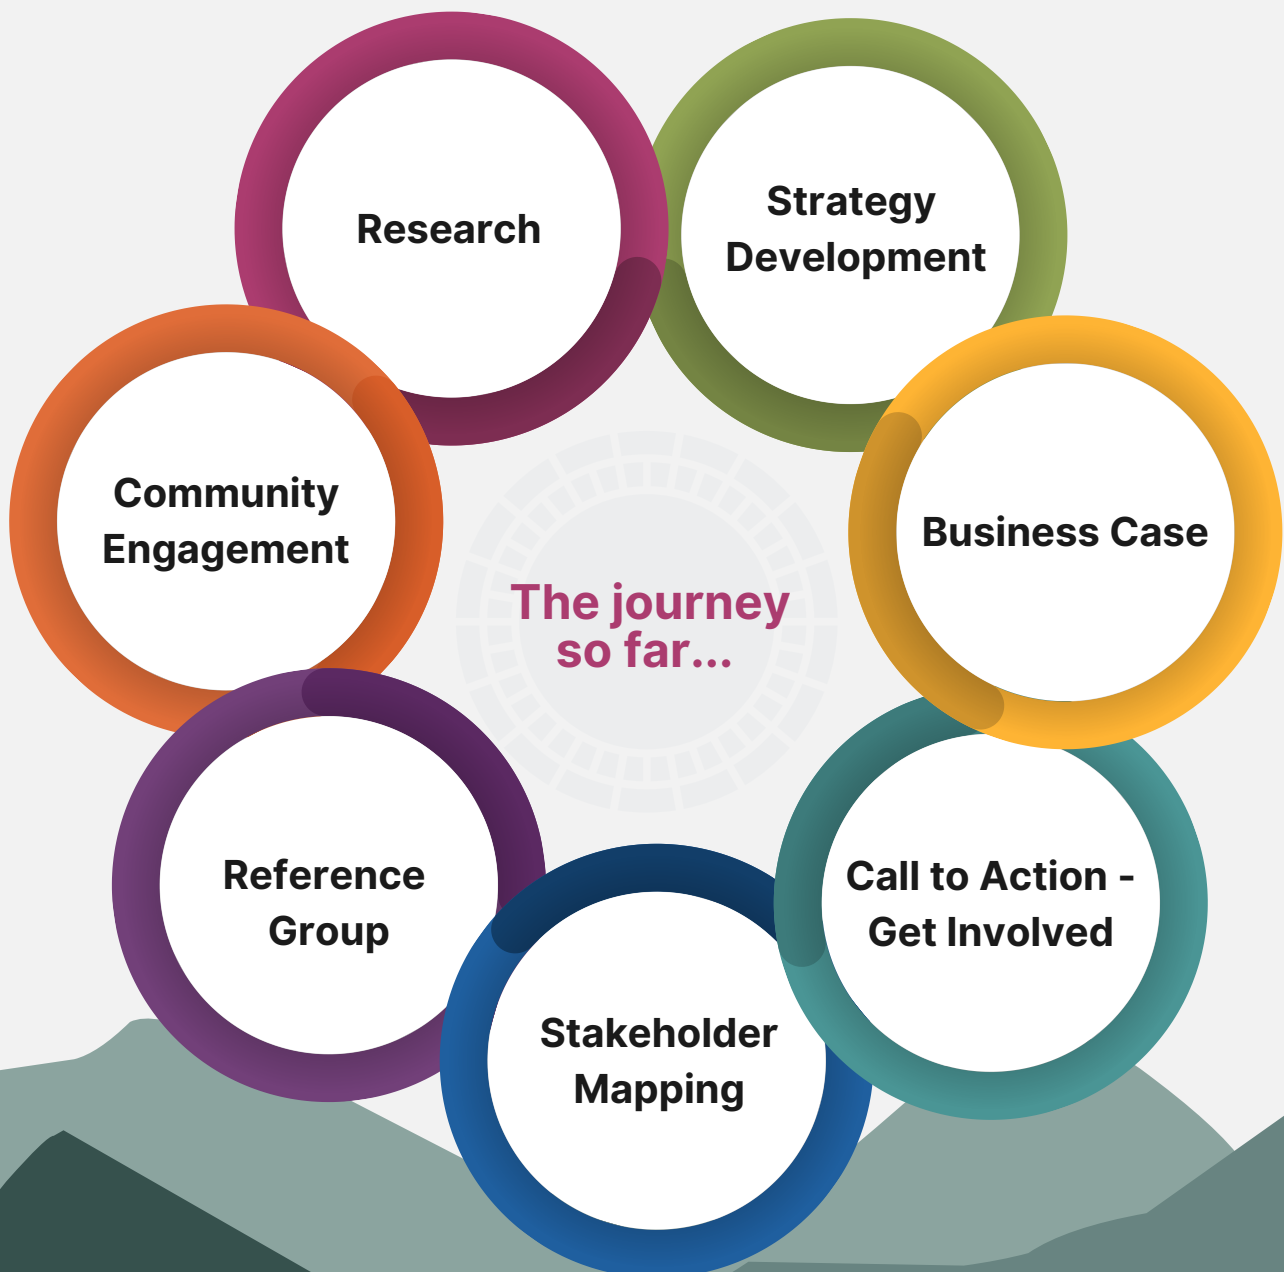 Research
Strategy
Development
Community
Engagement
Business Case
The journey
so far...
Reference
Group
Call to Action -
Get Involved
Stakeholder
Mapping